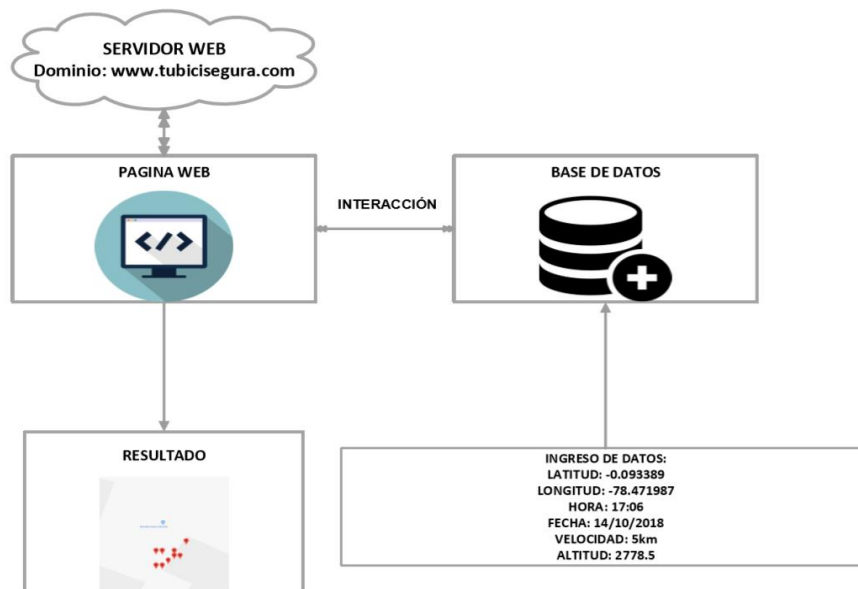 SERVIDOR WEB
Dominio: www.tubicisegura.com
PAGINA WEB
</>
INTERACCIÓN
BASE DE DATOS
RESULTADO
INGRESO DE DATOS:
LATITUD: -0.093389
LONGITUD: -78.471987
HORA: 17:06
FECHA: 14/10/2018
VELOCIDAD: 5km
ALTITUD: 2778.5